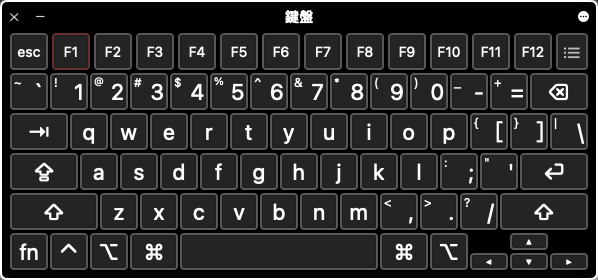 鍵盤
esc F1 F2 F3 F4 F5 F6 F7 F8 F9 F10 F11 F12
~ ` ! 1 @ 2 # 3 $ 4 % 5 ^ 6 & 7 * 8 ( 9 ) 0 _ - + =
q w e r t y u i o p { [ } ] | \
a s d f g h j k l : ; " '
z x c v b n m < , > . ? /
fn ^ ⌥ ⌘ ⌘ ⌥